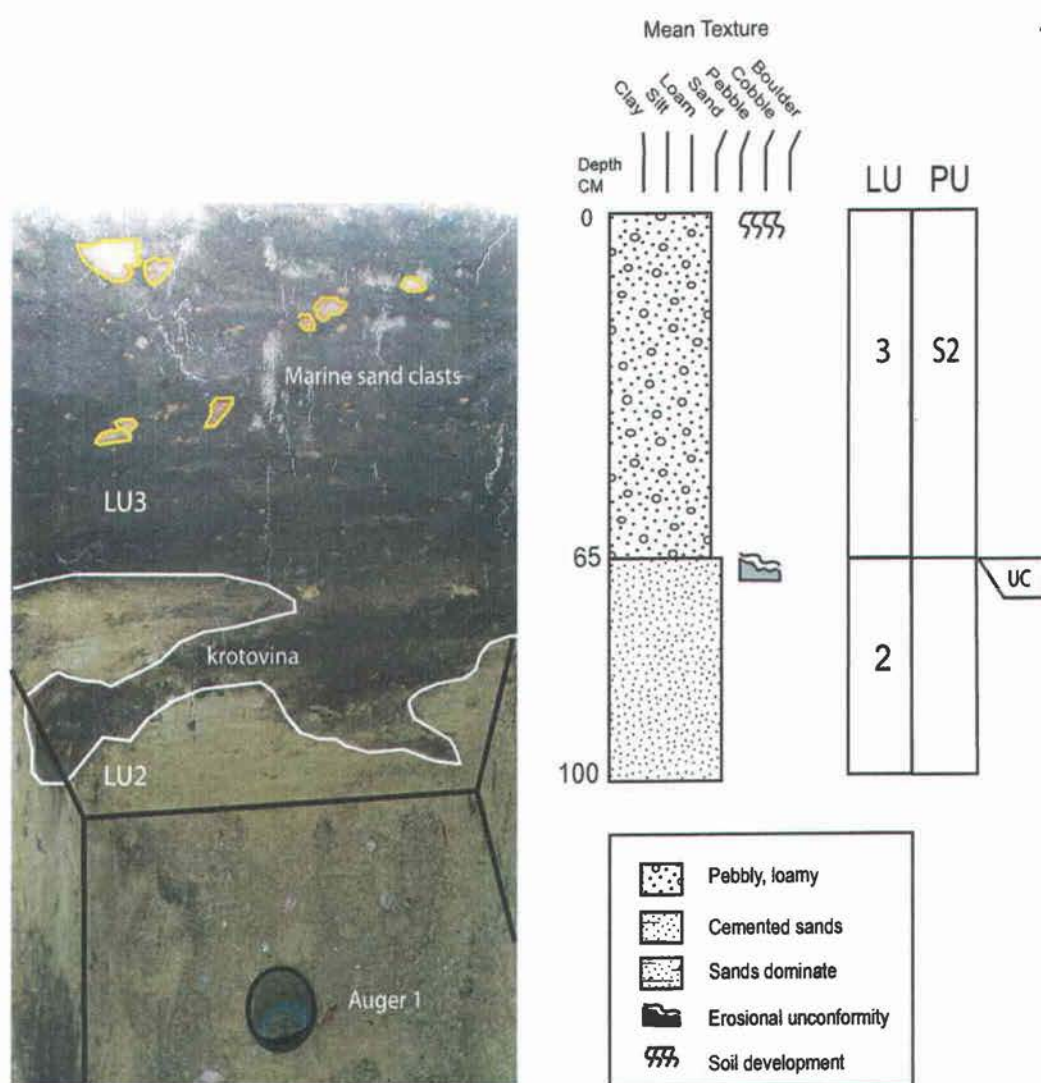 Mean Texture
Clay
Silt
Loam
Sand
Pebble
Cobble
Boulder
Depth
CM
LU PU
0
3 S2
65
UC
2
100
Marine sand clasts
LU3
krotovina
LU2
Auger 1
Pebbly, loamy
Cemented sands
Sands dominate
Erosional unconformity
Soil development